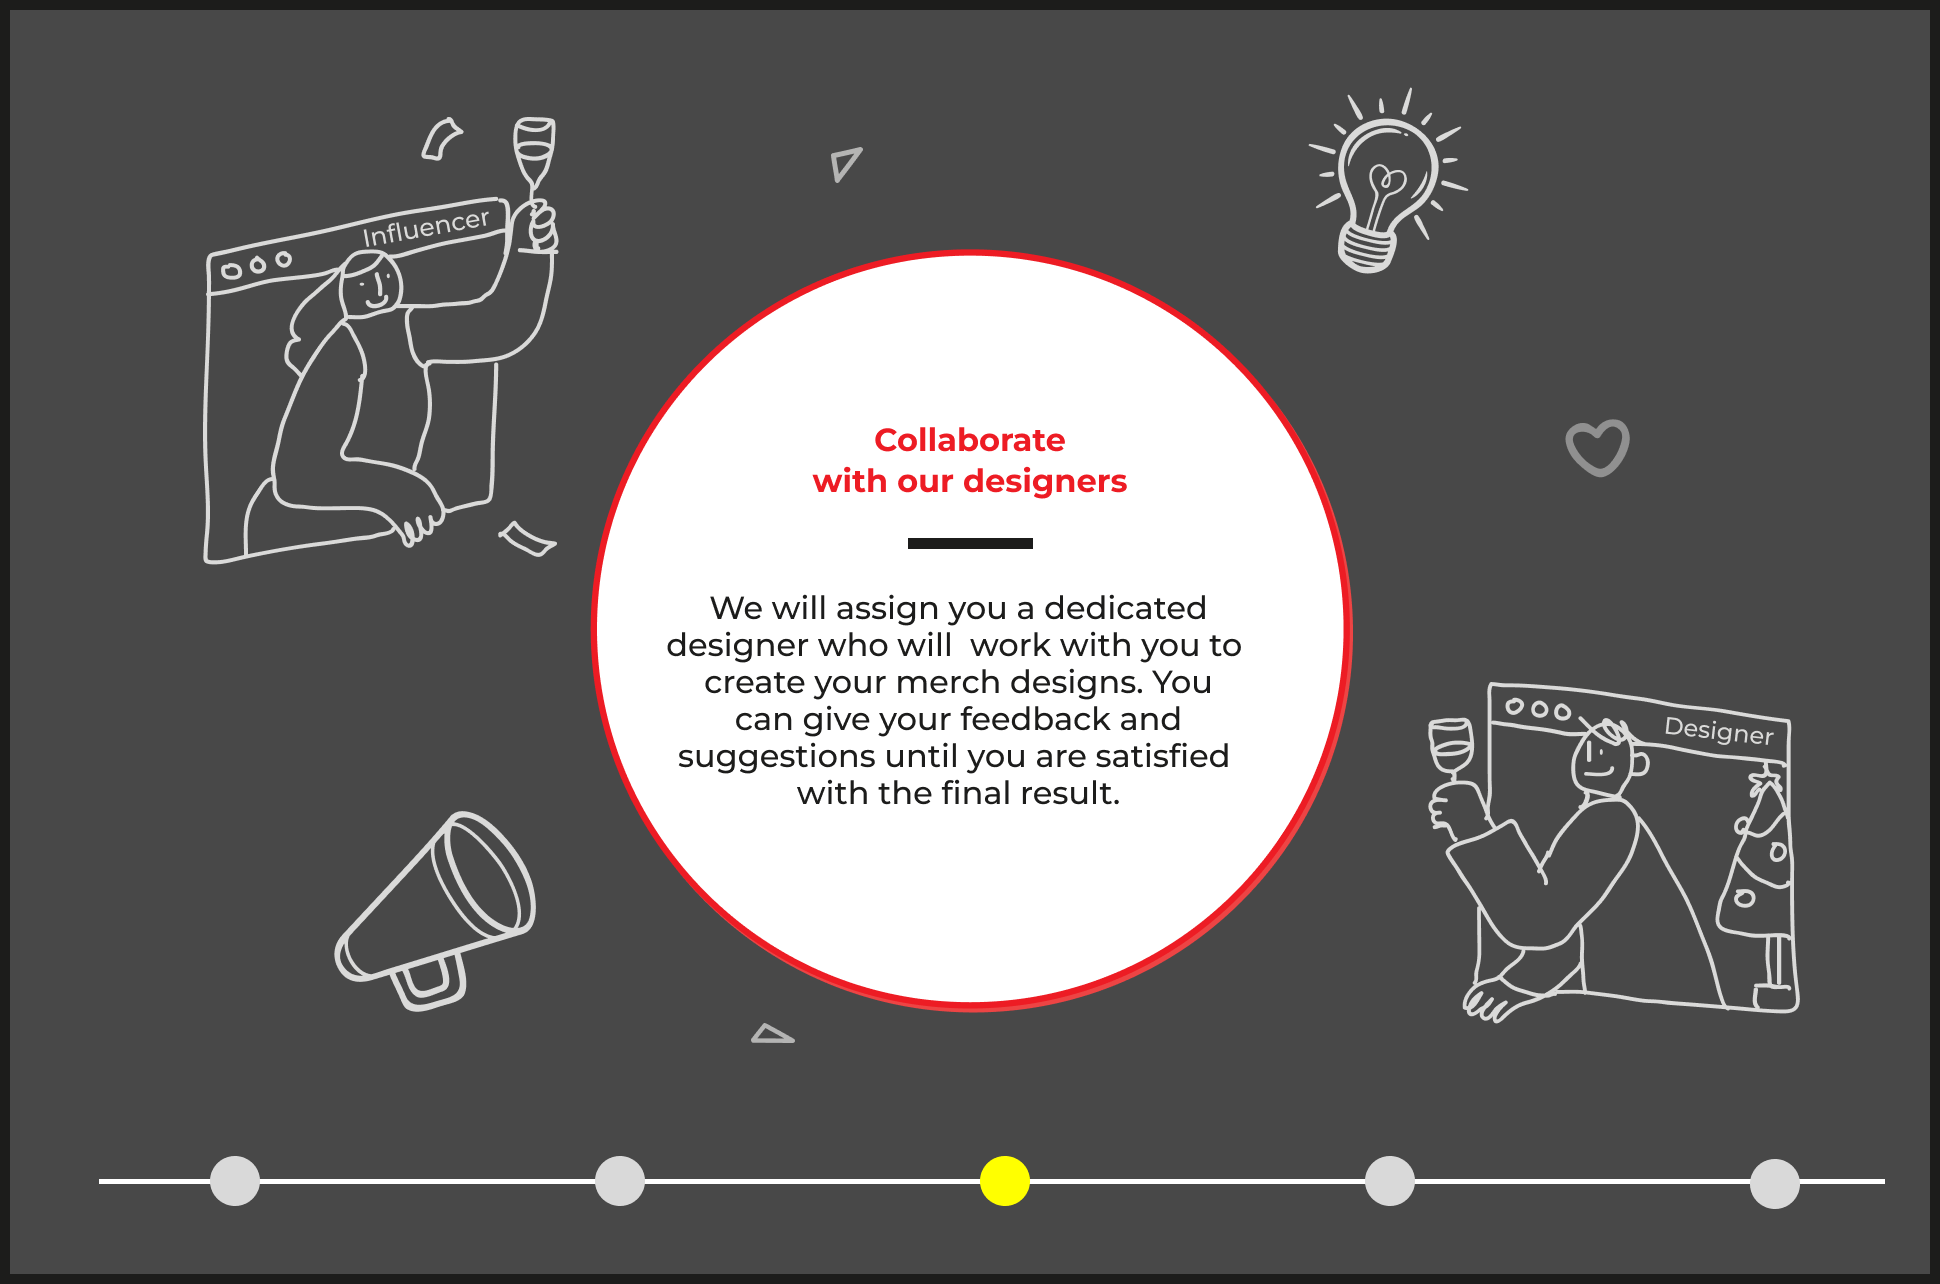 Influencer
Collaborate
with our designers
We will assign you a dedicated
designer who will  work with you to
create your merch designs. You
can give your feedback and
suggestions until you are satisfied
with the final result.
Designer